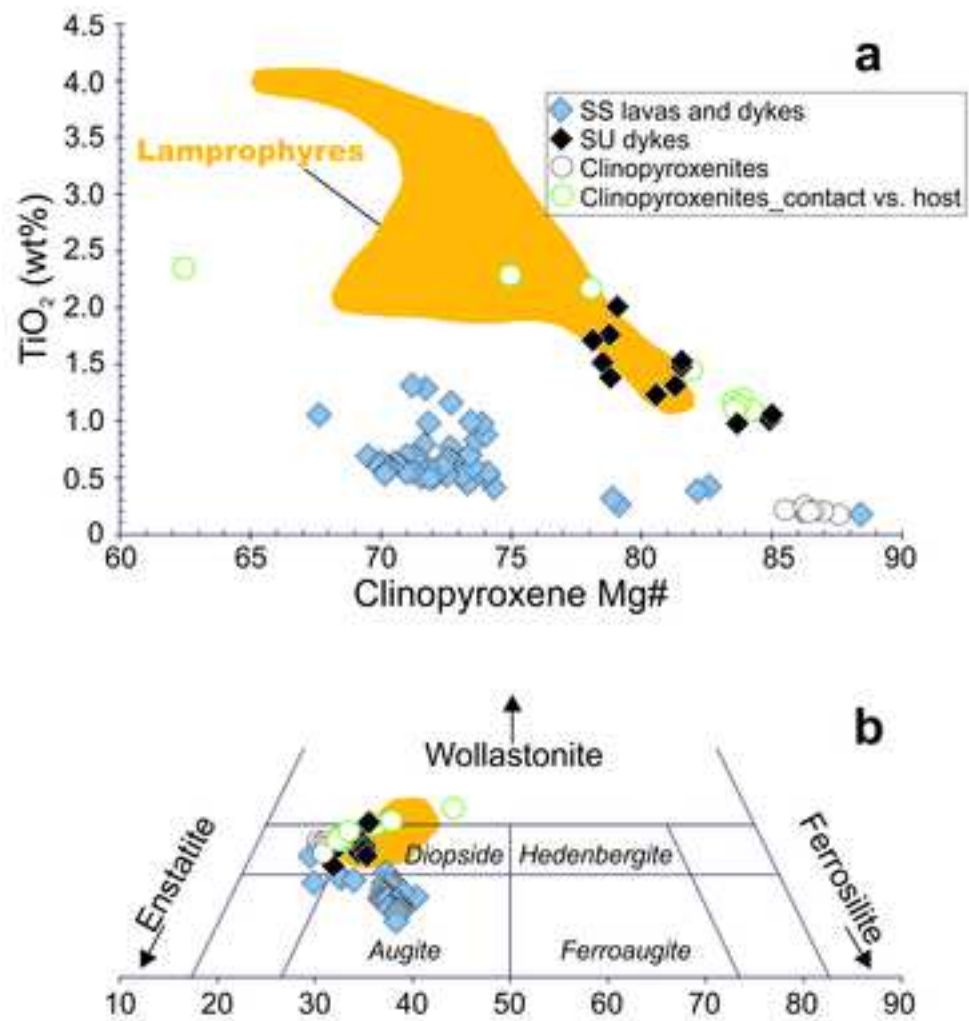 a
4.5
4.0
3.5
3.0
2.5
2.0
1.5
1.0
0.5
0
TiO₂ (wt%)
Lamprophyres
SS lavas and dykes
SU dykes
Clinopyroxenites
Clinopyroxenites_contact vs. host
60 65 70 75 80 85 90
Clinopyroxene Mg#
b
Wollastonite
Enstatite
Ferrosilite
Diopside Hedenbergite
Augite Ferroaugite
10 20 30 40 50 60 70 80 90